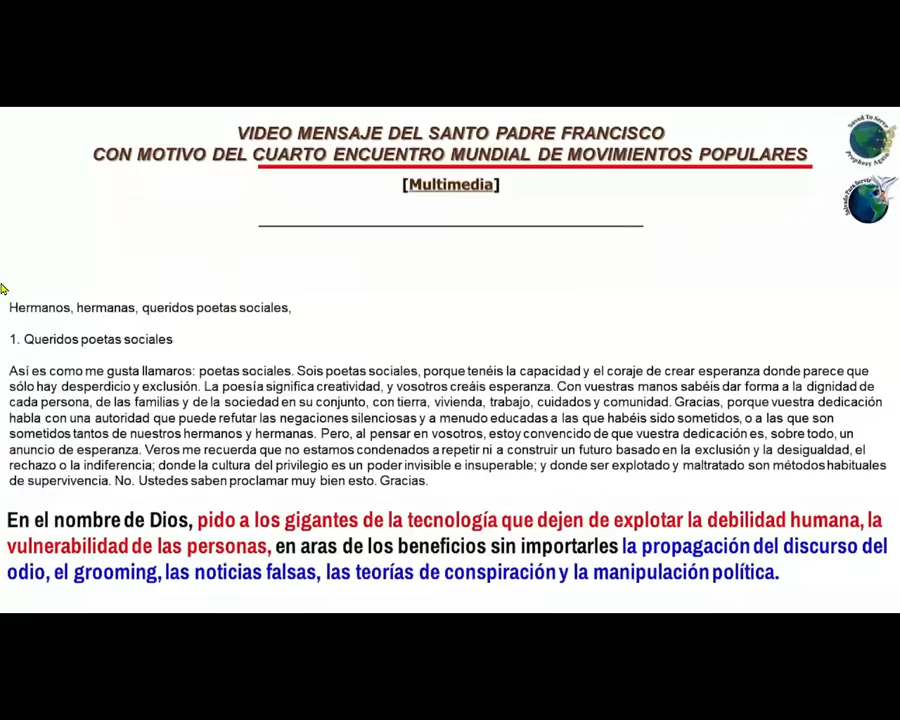 VIDEO MENSAJE DEL SANTO PADRE FRANCISCO
CON MOTIVO DEL CUARTO ENCUENTRO MUNDIAL DE MOVIMIENTOS POPULARES
[Multimedia]
Saved To Serve
Prophesy Again
Salvado Para Servir
Hermanos, hermanas, queridos poetas sociales,
1. Queridos poetas sociales
Así es como me gusta llamaros: poetas sociales. Sois poetas sociales, porque tenéis la capacidad y el coraje de crear esperanza donde parece que
sólo hay desperdicio y exclusión. La poesía significa creatividad, y vosotros creáis esperanza. Con vuestras manos sabéis dar forma a la dignidad de
cada persona, de las familias y de la sociedad en su conjunto, con tierra, vivienda, trabajo, cuidados y comunidad. Gracias, porque vuestra dedicación
habla con una autoridad que puede refutar las negaciones silenciosas y a menudo educadas a las que habéis sido sometidos, o a las que son
sometidos tantos de nuestros hermanos y hermanas. Pero, al pensar en vosotros, estoy convencido de que vuestra dedicación es, sobre todo, un
anuncio de esperanza. Veros me recuerda que no estamos condenados a repetir ni a construir un futuro basado en la exclusión y la desigualdad, el
rechazo o la indiferencia; donde la cultura del privilegio es un poder invisible e insuperable; y donde ser explotado y maltratado son métodos habituales
de supervivencia. No. Ustedes saben proclamar muy bien esto. Gracias.
En el nombre de Dios, pido a los gigantes de la tecnología que dejen de explotar la debilidad humana, la
vulnerabilidad de las personas, en aras de los beneficios sin importarles la propagación del discurso del
odio, el grooming, las noticias falsas, las teorías de conspiración y la manipulación política.